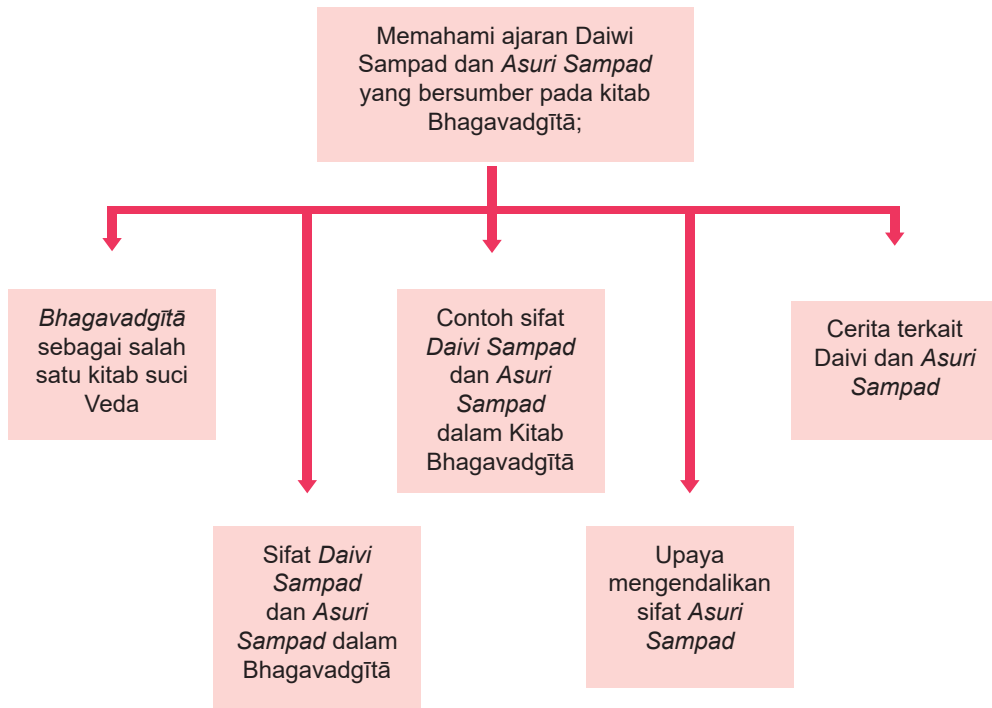 Memahami ajaran Daiwi
Sampad dan Asuri Sampad
yang bersumber pada kitab
Bhagavadgītā;
Bhagavadgītā
sebagai salah
satu kitab suci
Veda
Sifat Daivi
Sampad
dan Asuri
Sampad dalam
Bhagavadgītā
Contoh sifat
Daivi Sampad
dan Asuri
Sampad
dalam Kitab
Bhagavadgītā
Upaya
mengendalikan
sifat Asuri
Sampad
Cerita terkait
Daivi dan Asuri
Sampad